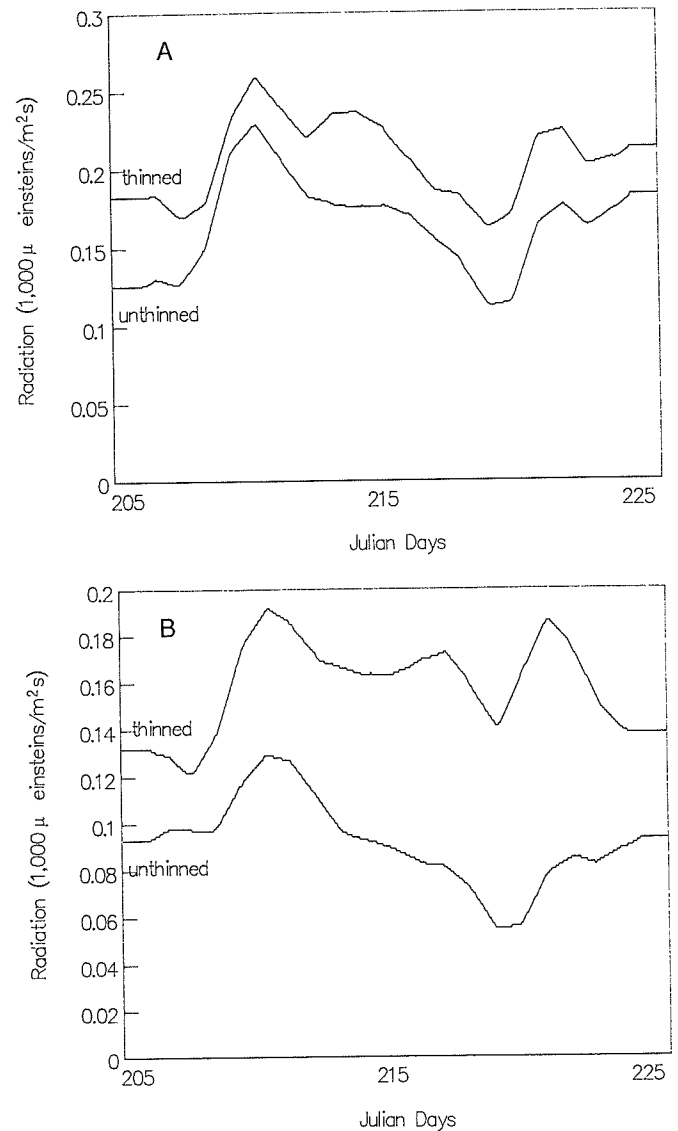 A
0.3
0.25
0.2
0.15
0.1
0.05
0
thinned
unthinned
Radiation (1,000 μ einsteins/m²s)
205 215 225
Julian Days
B
0.2
0.18
0.16
0.14
0.12
0.1
0.08
0.06
0.04
0.02
0
thinned
unthinned
Radiation (1,000 μ einsteins/m²s)
205 215 225
Julian Days